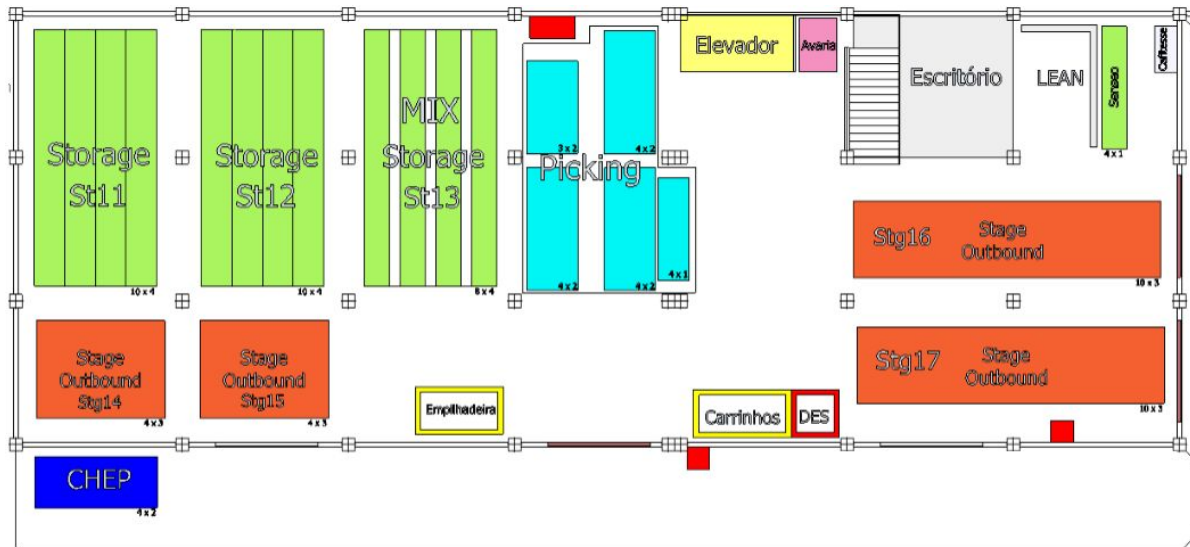 Elevador
Avaria
Escritório
LEAN
Sansao
4 x 1
Cafitesse
Storage
St11
10 x 4
Storage
St12
10 x 4
MIX
Storage
St13
8 x 4
3 x 2
4 x 2
Picking
4 x 2
4 x 2
4 x 1
Stg16
Stage
Outbound
10 x 3
Stage
Outbound
Stg14
4 x 3
Stage
Outbound
Stg15
4 x 3
Empilhadeira
Carrinhos
DES
Stg17
Stage
Outbound
10 x 3
CHEP
4 x 2